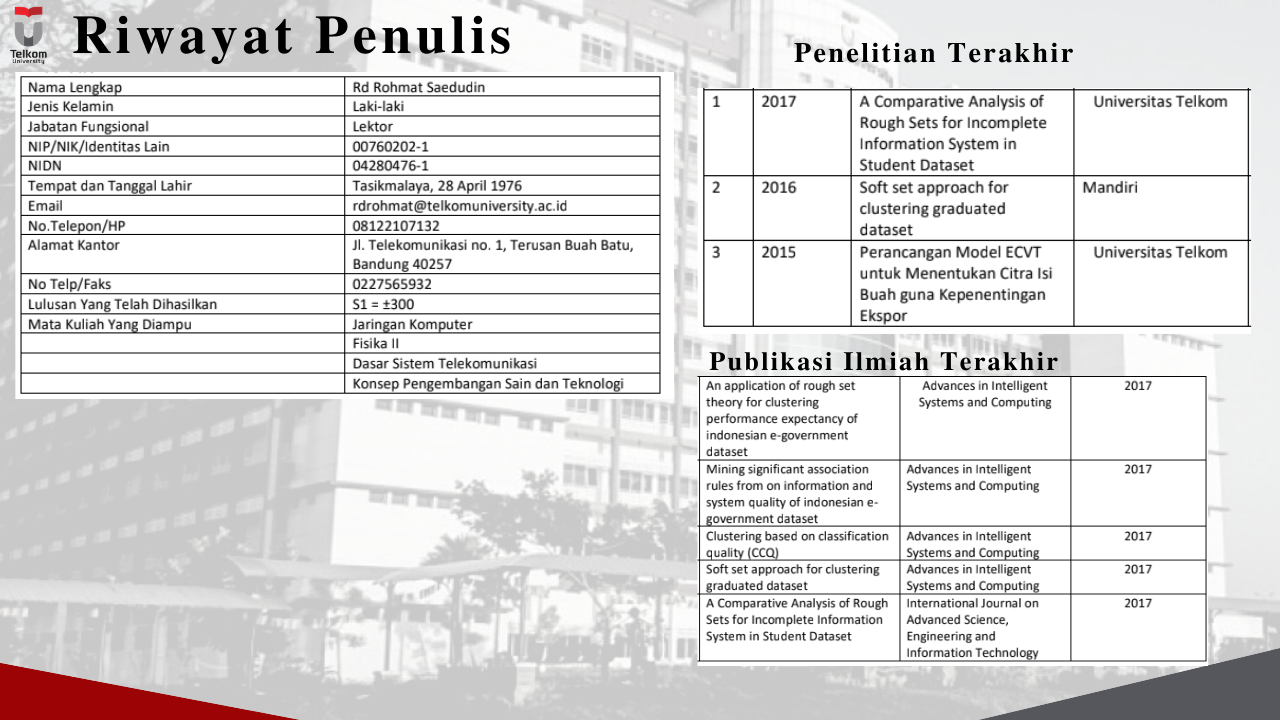 Telkom
University
Riwayat Penulis
Nama Lengkap Rd Rohmat Saedudin
Jenis Kelamin Laki-laki
Jabatan Fungsional Lektor
NIP/NIK/Identitas Lain 00760202-1
NIDN 04280476-1
Tempat dan Tanggal Lahir Tasikmalaya, 28 April 1976
Email rdrohmat@telkomuniversity.ac.id
No.Telepon/HP 08122107132
Alamat Kantor Jl. Telekomunikasi no. 1, Terusan Buah Batu,
Bandung 40257
No Telp/Faks 0227565932
Lulusan Yang Telah Dihasilkan S1 = ±300
Mata Kuliah Yang Diampu Jaringan Komputer
Fisika II
Dasar Sistem Telekomunikasi
Konsep Pengembangan Sain dan Teknologi
Penelitian Terakhir
1 2017 A Comparative Analysis of Universitas Telkom
Rough Sets for Incomplete
Information System in
Student Dataset
2 2016 Soft set approach for Mandiri
clustering graduated
dataset
3 2015 Perancangan Model ECVT Universitas Telkom
untuk Menentukan Citra Isi
Buah guna Kepenentingan
Ekspor
Publikasi Ilmiah Terakhir
An application of rough set Advances in Intelligent 2017
theory for clustering Systems and Computing
performance expectancy of
indonesian e-government
dataset
Mining significant association Advances in Intelligent 2017
rules from on information and Systems and Computing
system quality of indonesian e-
government dataset
Clustering based on classification Advances in Intelligent 2017
quality (CCQ) Systems and Computing
Soft set approach for clustering Advances in Intelligent 2017
graduated dataset Systems and Computing
A Comparative Analysis of Rough International Journal on 2017
Sets for Incomplete Information Advanced Science,
System in Student Dataset Engineering and
Information Technology